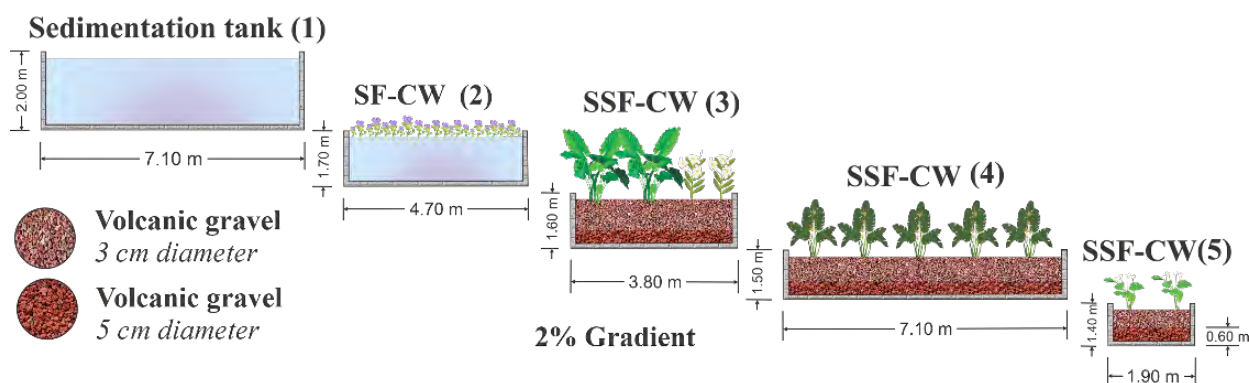 Sedimentation tank (1)
2.00 m
7.10 m
SF-CW (2)
1.70 m
4.70 m
SSF-CW (3)
1.60 m
3.80 m
SSF-CW (4)
1.50 m
7.10 m
SSF-CW(5)
1.40 m
0.60 m
1.90 m
Volcanic gravel
3 cm diameter
Volcanic gravel
5 cm diameter
2% Gradient